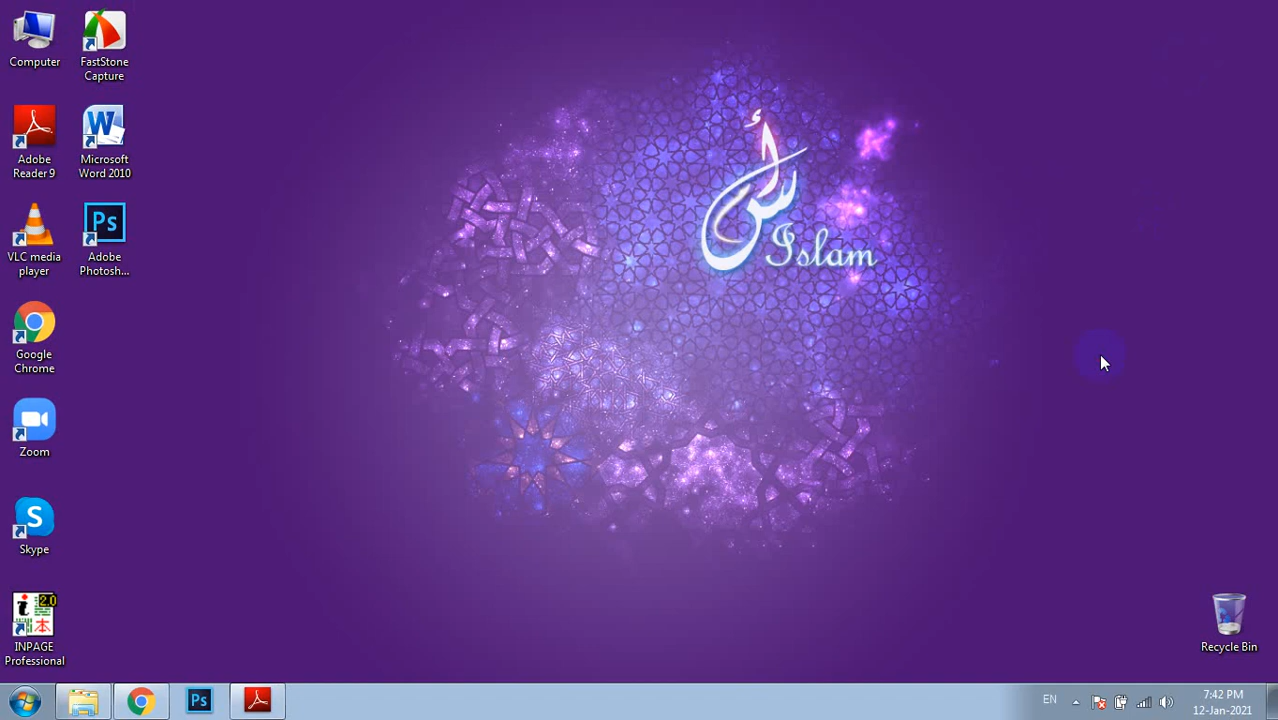 Computer
FastStone
Capture
Adobe
Reader 9
Microsoft
Word 2010
VLC media
player
Adobe
Photosh...
Google
Chrome
Zoom
Skype
INPAGE
Professional
Islam
Recycle Bin
EN
7:42 PM
12-Jan-2021